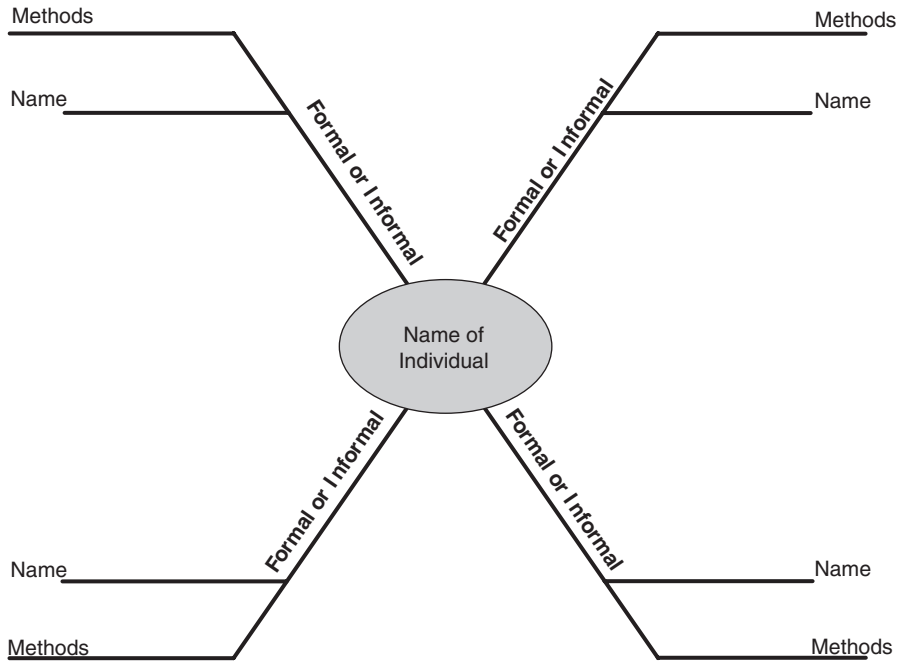 Methods
Methods
Name
Name
Formal or Informal
Formal or Informal
Name of
Individual
Formal or Informal
Formal or Informal
Name
Name
Methods
Methods